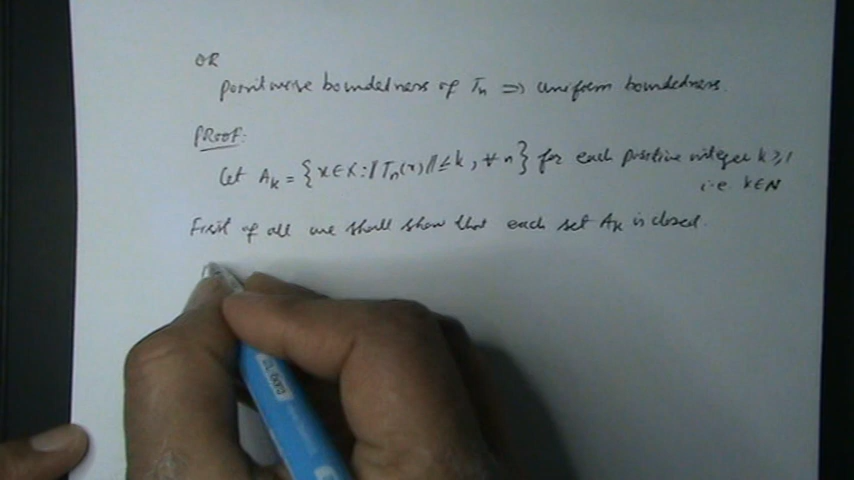 OR
pointwise boundedness of Tn ⇒ uniform boundedness.
PROOF:
Let Ak = {x∈X : ||Tn(x)|| ≤ k, ∀ n} for each positive integer k ≥ 1
i.e. k∈N
First of all we shall show that each set Ak is closed.